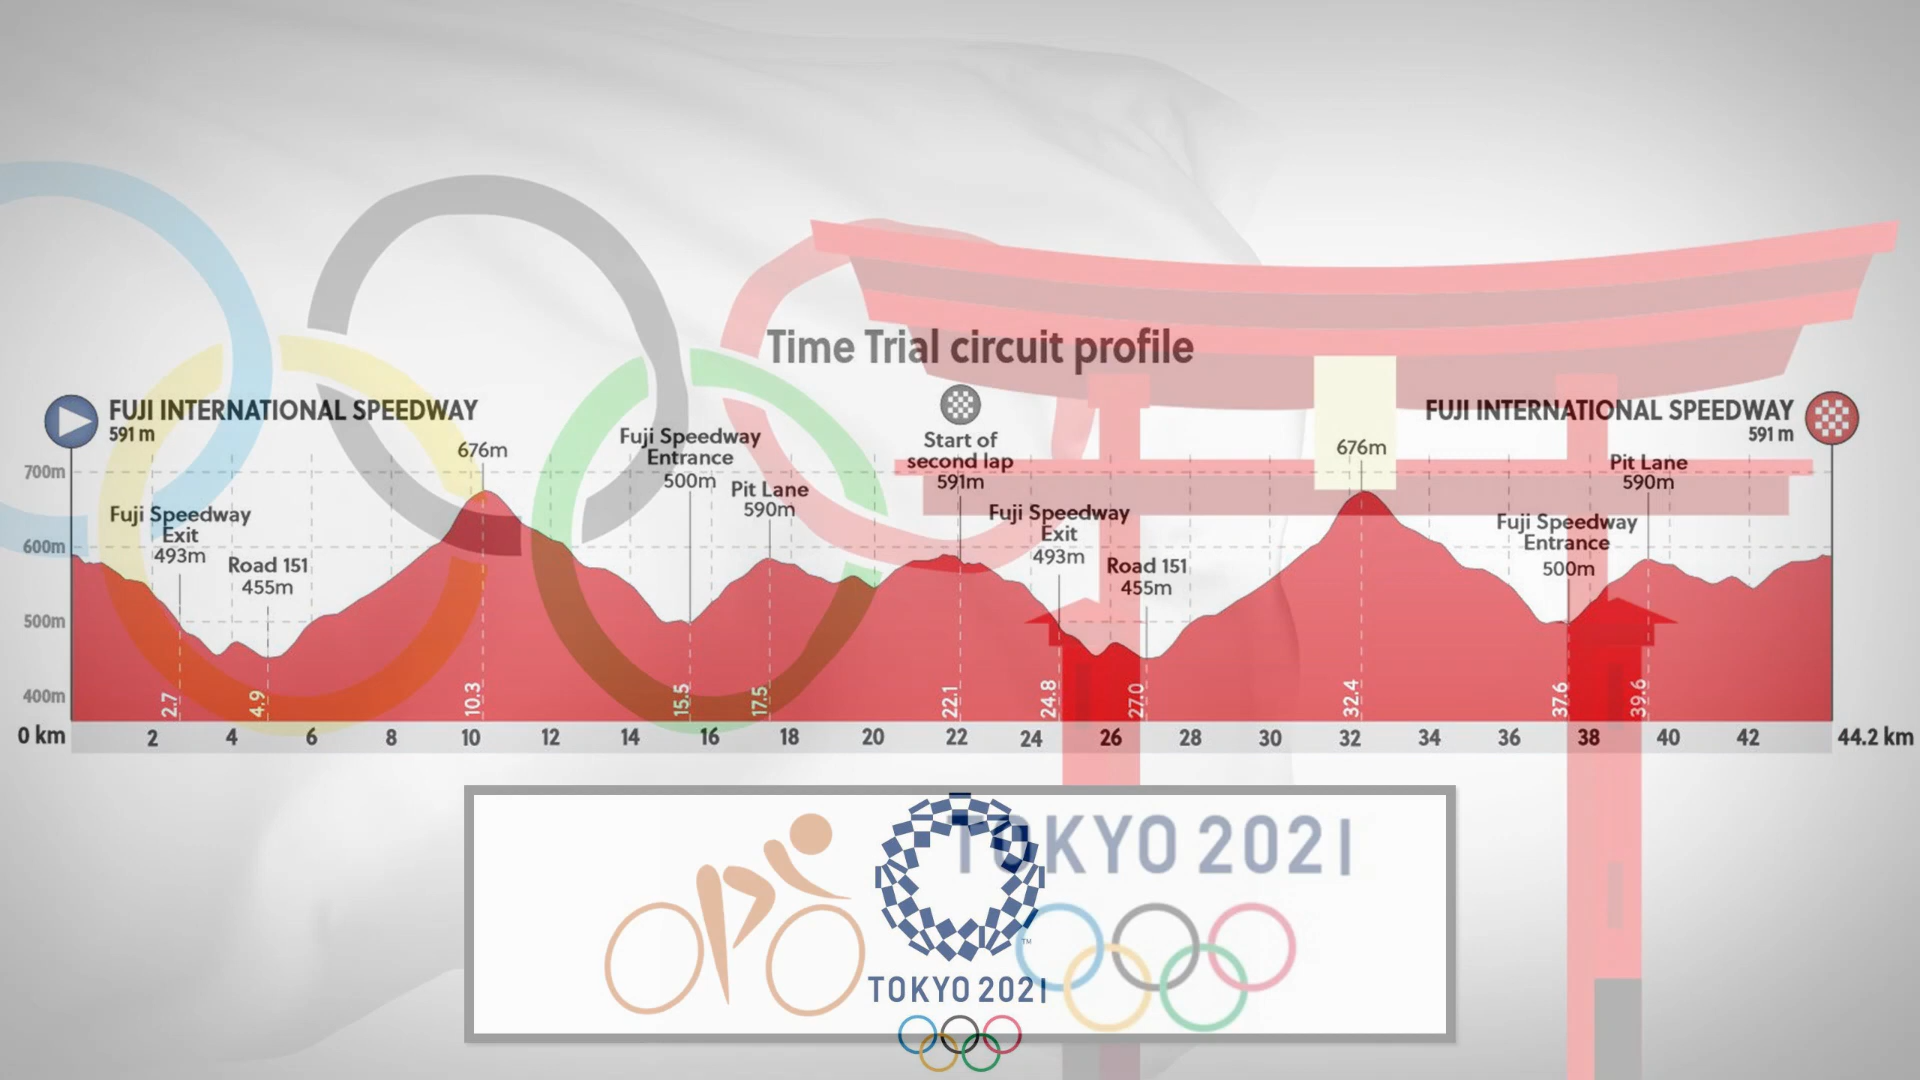 Time Trial circuit profile
FUJI INTERNATIONAL SPEEDWAY
591 m
676m
Fuji Speedway
Entrance
500m
Pit Lane
590m
Start of
second lap
591m
FUJI INTERNATIONAL SPEEDWAY
591 m
676m
Pit Lane
590m
700m
Fuji Speedway
Exit
493m
Road 151
455m
Fuji Speedway
Exit
493m
Road 151
455m
Fuji Speedway
Entrance
500m
600m
500m
400m
2.7
4.9
10.3
15.5
17.5
22.1
24.8
27.0
32.4
37.6
39.6
0 km 2 4 6 8 10 12 14 16 18 20 22 24 26 28 30 32 34 36 38 40 42 44.2 km
TOKYO 2021
TM
TOKYO 2021